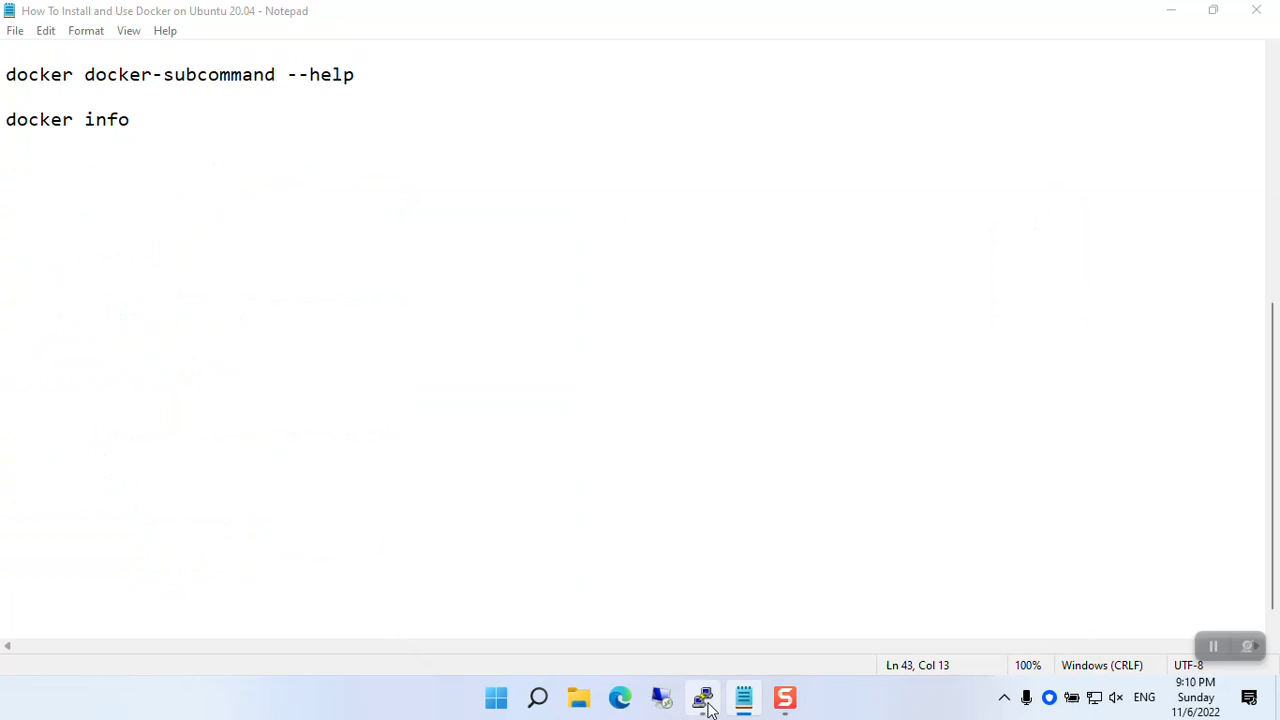 How To Install and Use Docker on Ubuntu 20.04 - Notepad
File Edit Format View Help
docker docker-subcommand --help
docker info
Ln 43, Col 13 100% Windows (CRLF) UTF-8
S ENG 9:10 PM
Sunday
11/6/2022